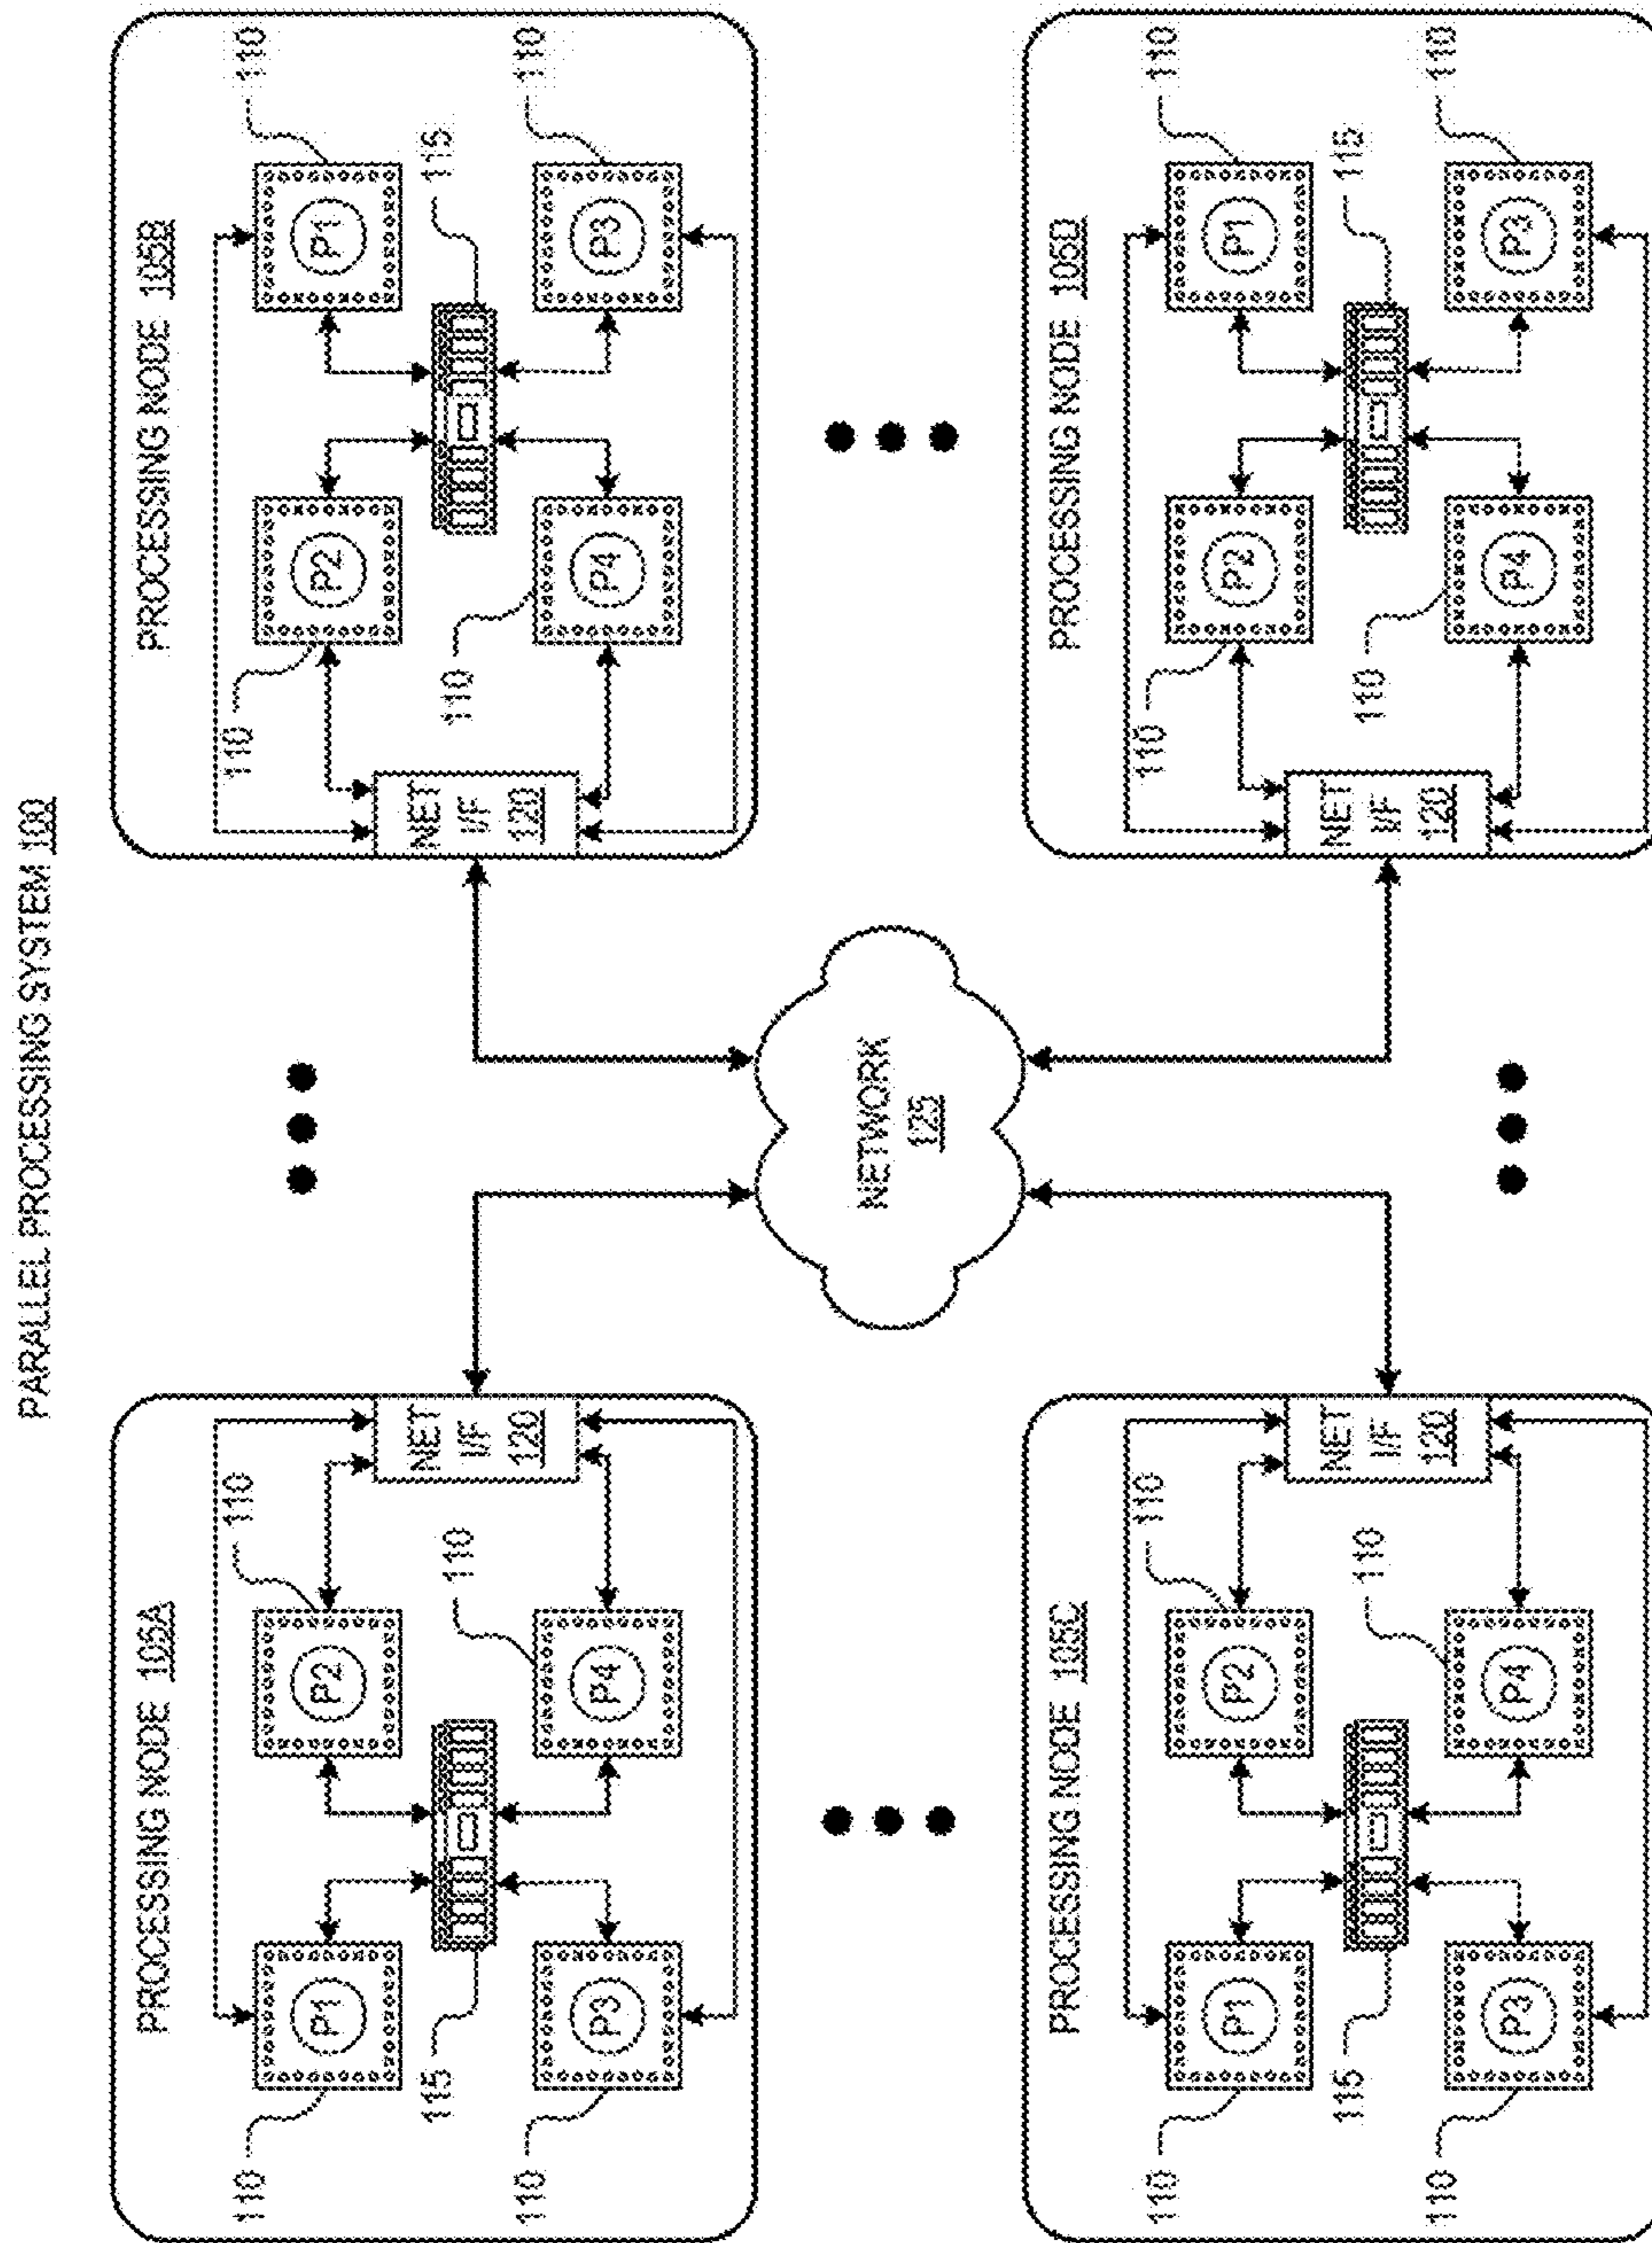 PARALLEL PROCESSING SYSTEM 100
PROCESSING NODE 105A
110
P1
P2
110
115
110
P3
P4
110
NET
I/F
120
PROCESSING NODE 105B
110
P2
P1
110
115
110
P4
P3
110
NET
I/F
120
NETWORK
125
PROCESSING NODE 105C
110
P1
P2
110
115
110
P3
P4
110
NET
I/F
120
PROCESSING NODE 105D
110
P2
P1
110
115
110
P4
P3
110
NET
I/F
120